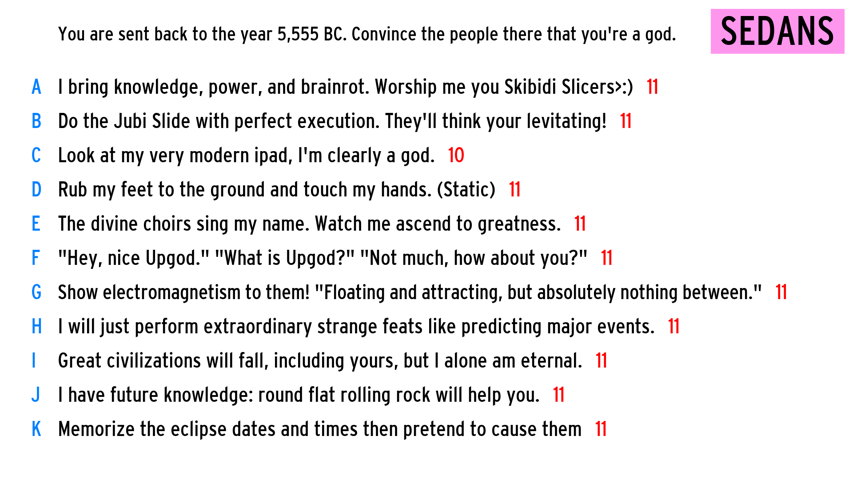 You are sent back to the year 5,555 BC. Convince the people there that you're a god.
SEDANS
A I bring knowledge, power, and brainrot. Worship me you Skibidi Slicers>:) 11
B Do the Jubi Slide with perfect execution. They'll think your levitating! 11
C Look at my very modern ipad, I'm clearly a god. 10
D Rub my feet to the ground and touch my hands. (Static) 11
E The divine choirs sing my name. Watch me ascend to greatness. 11
F "Hey, nice Upgod." "What is Upgod?" "Not much, how about you?" 11
G Show electromagnetism to them! "Floating and attracting, but absolutely nothing between." 11
H I will just perform extraordinary strange feats like predicting major events. 11
I Great civilizations will fall, including yours, but I alone am eternal. 11
J I have future knowledge: round flat rolling rock will help you. 11
K Memorize the eclipse dates and times then pretend to cause them 11